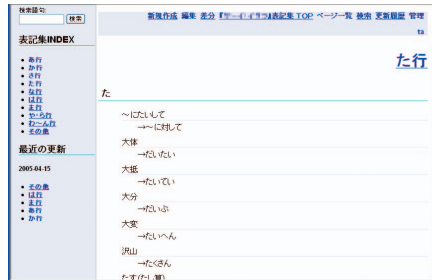 検索語句:
検索
新規作成 編集 差分 表記集TOP ページ一覧 検索 更新履歴 管理
ta
表記集INDEX
あ行
か行
さ行
た行
な行
は行
ま行
や・ら行
わ～ん行
その他
最近の更新
2005-04-15
その他
は行
ま行
あ行
か行
た行
た
～にたいして
→～に対して
大体
→だいたい
大抵
→たいてい
大分
→だいぶ
大変
→たいへん
沢山
→たくさん
たす(たし算)